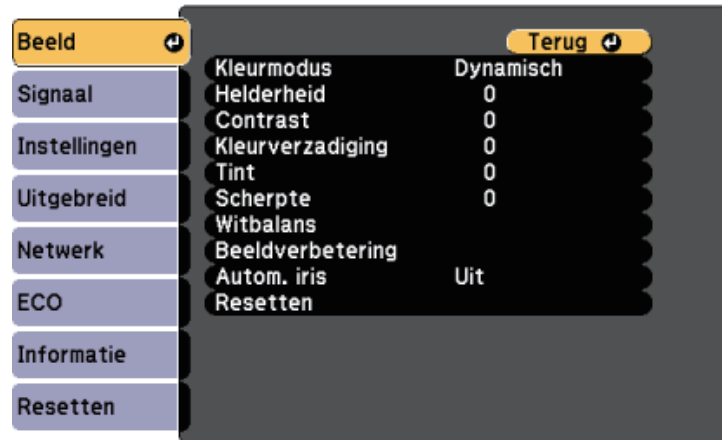 Beeld
Signaal
Instellingen
Uitgebreid
Netwerk
ECO
Informatie
Resetten
Terug
Kleurmodus Dynamisch
Helderheid 0
Contrast 0
Kleurverzadiging 0
Tint 0
Scherpte 0
Witbalans
Beeldverbetering
Autom. iris Uit
Resetten